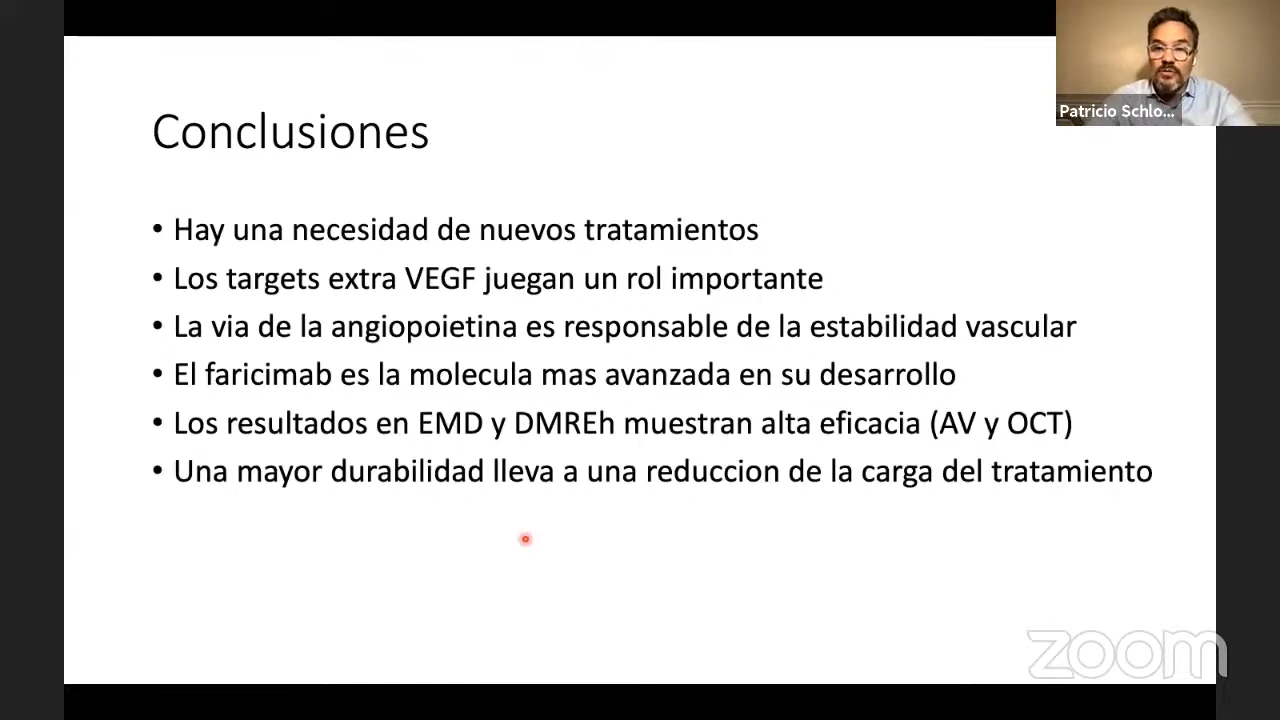 Patricio Schlo...
Conclusiones
• Hay una necesidad de nuevos tratamientos
• Los targets extra VEGF juegan un rol importante
• La via de la angiopoietina es responsable de la estabilidad vascular
• El faricimab es la molecula mas avanzada en su desarrollo
• Los resultados en EMD y DMREh muestran alta eficacia (AV y OCT)
• Una mayor durabilidad lleva a una reduccion de la carga del tratamiento
zoom